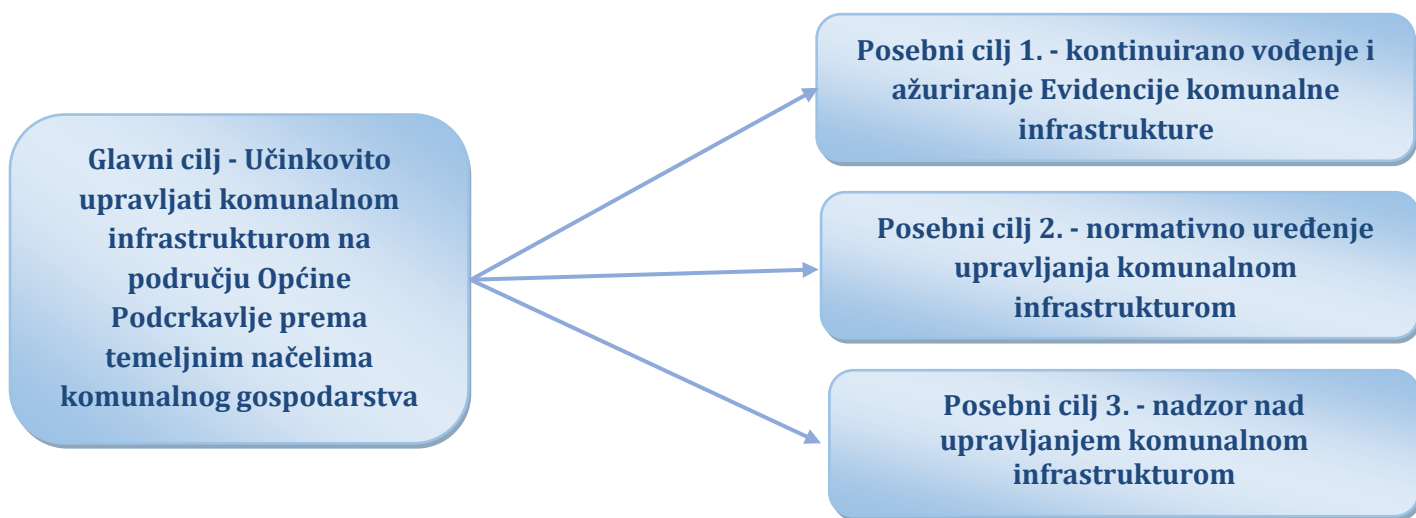 Glavni cilj - Učinkovito
upravljati komunalnom
infrastrukturom na
području Općine
Podcrkavlje prema
temeljnim načelima
komunalnog gospodarstva
Posebni cilj 1. - kontinuirano vođenje i
ažuriranje Evidencije komunalne
infrastrukture
Posebni cilj 2. - normativno uređenje
upravljanja komunalnom
infrastrukturom
Posebni cilj 3. - nadzor nad
upravljanjem komunalnom
infrastrukturom